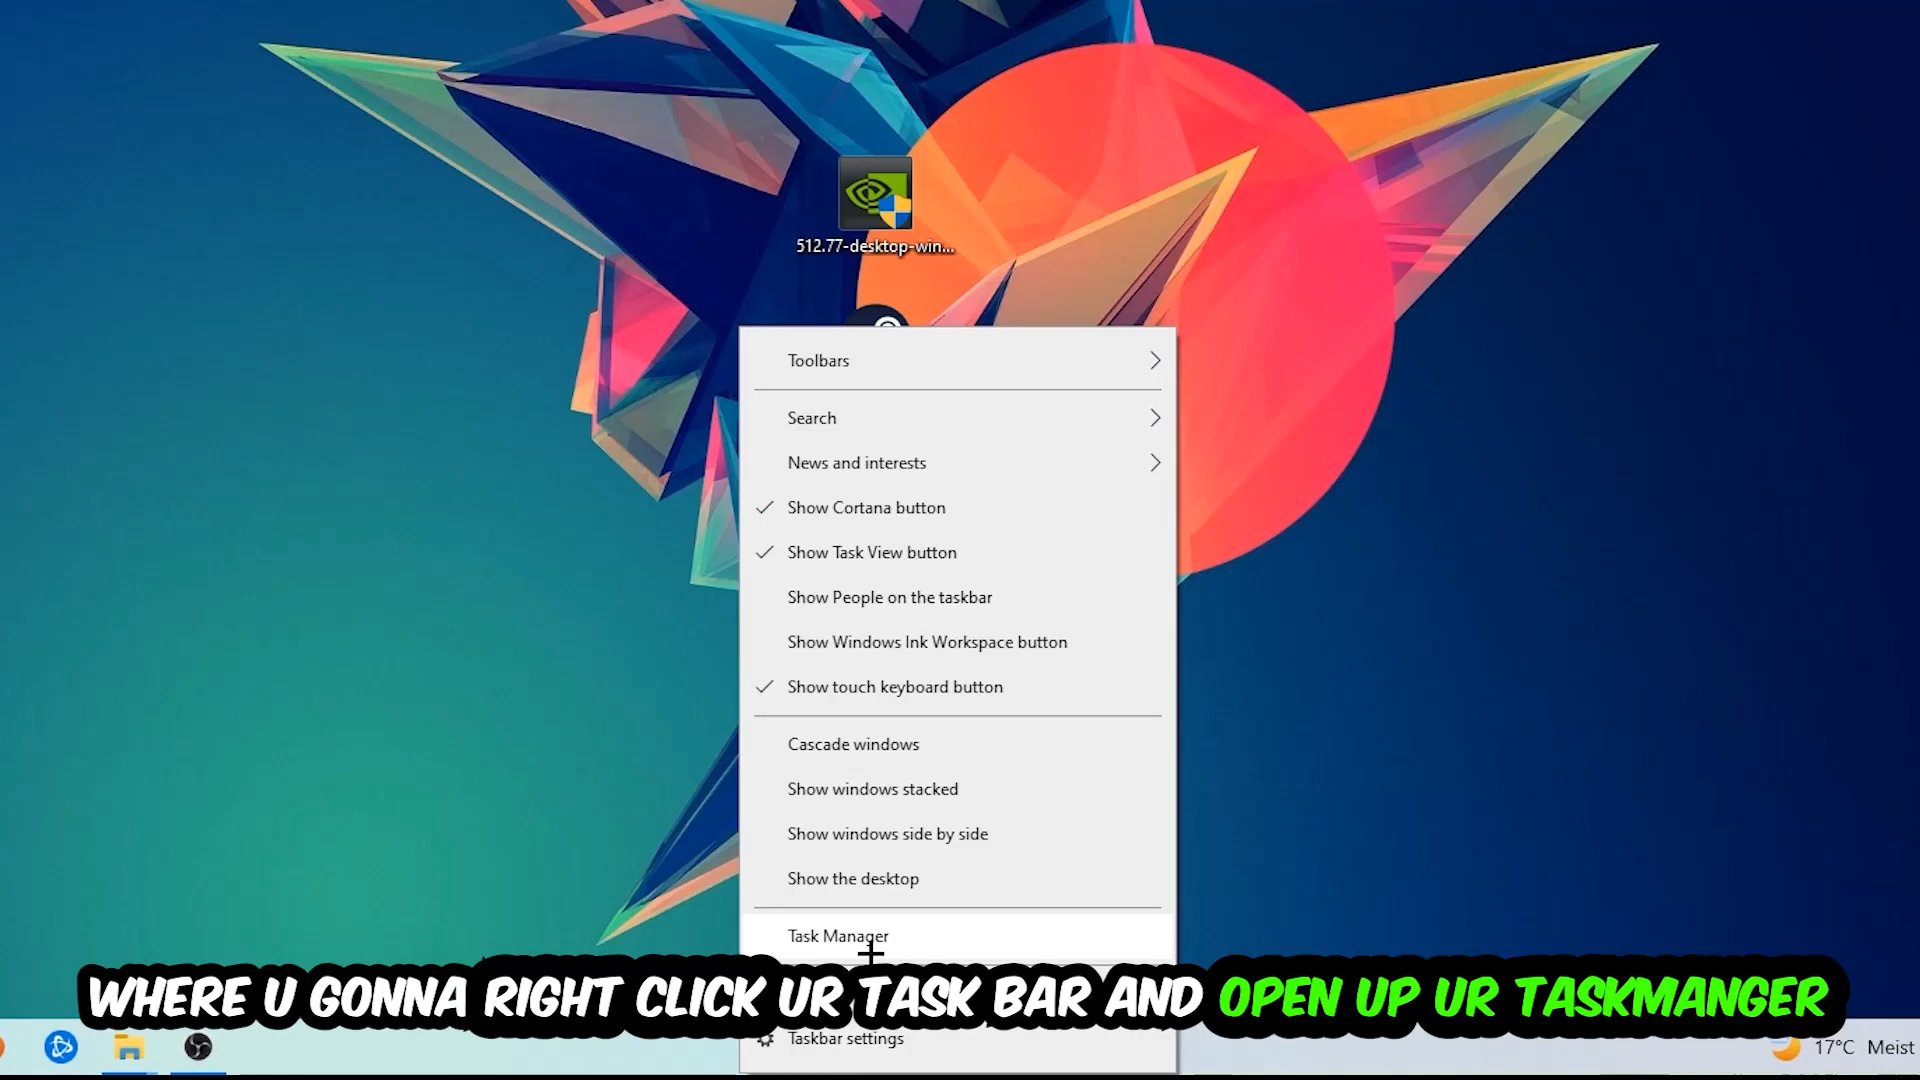 512.77-desktop-win...
Toolbars
Search
News and interests
Show Cortana button
Show Task View button
Show People on the taskbar
Show Windows Ink Workspace button
Show touch keyboard button
Cascade windows
Show windows stacked
Show windows side by side
Show the desktop
Task Manager
WHERE U GONNA RIGHT CLICK UR TASK BAR AND OPEN UP UR TASKMANGER
Taskbar settings
17°C Meist